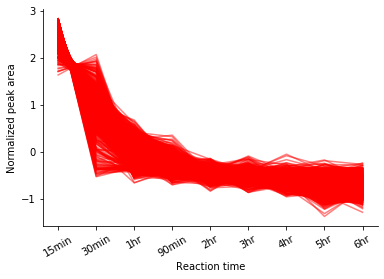 Normalized peak area
3
2
1
0
−1
15min 30min 1hr 90min 2hr 3hr 4hr 5hr 6hr
Reaction time